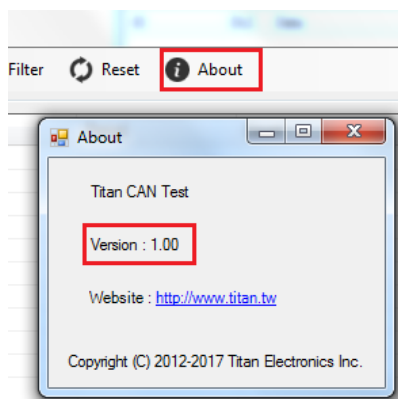 Filter Reset About
About
Titan CAN Test
Version : 1.00
Website : http://www.titan.tw
Copyright (C) 2012-2017 Titan Electronics Inc.